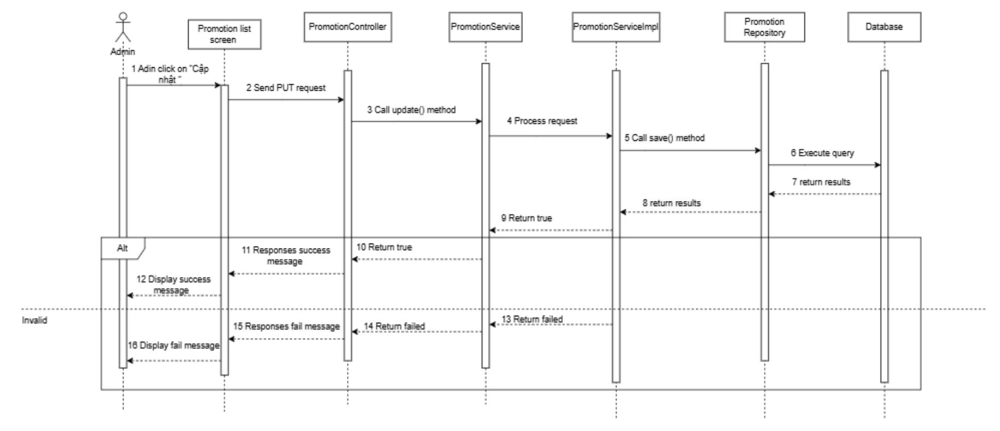 Admin
Promotion list
screen
PromotionController
PromotionService
PromotionServiceImpl
Promotion
Repository
Database
1 Adin click on "Cập
nhật "
2 Send PUT request
3 Call update() method
4 Process request
5 Call save() method
6 Execute query
7 return results
8 return results
9 Return true
Alt
10 Return true
11 Responses success
message
12 Display success
message
Invalid
13 Return failed
14 Return failed
15 Responses fail message
16 Display fail message